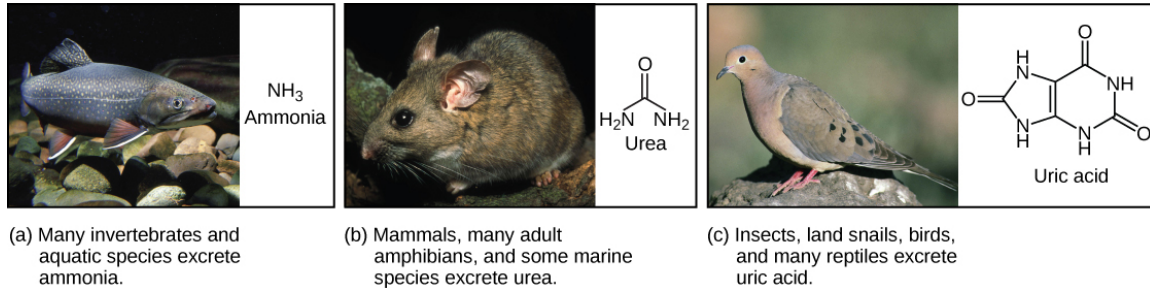 NH₃
Ammonia
O
H₂N NH₂
Urea
O
H
N
NH
O
N
H
N
H
O
Uric acid
(a) Many invertebrates and
aquatic species excrete
ammonia.
(b) Mammals, many adult
amphibians, and some marine
species excrete urea.
(c) Insects, land snails, birds,
and many reptiles excrete
uric acid.